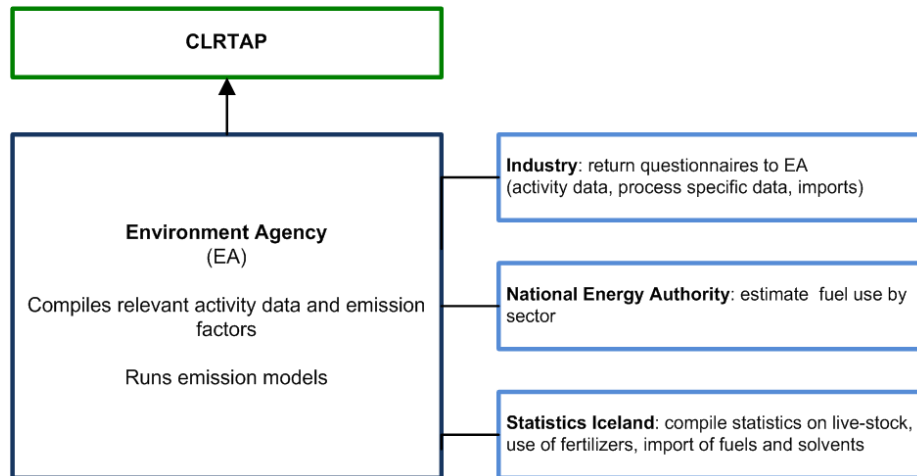 CLRTAP
Environment Agency
(EA)
Compiles relevant activity data and emission
factors
Runs emission models
Industry: return questionnaires to EA
(activity data, process specific data, imports)
National Energy Authority: estimate fuel use by
sector
Statistics Iceland: compile statistics on live-stock,
use of fertilizers, import of fuels and solvents